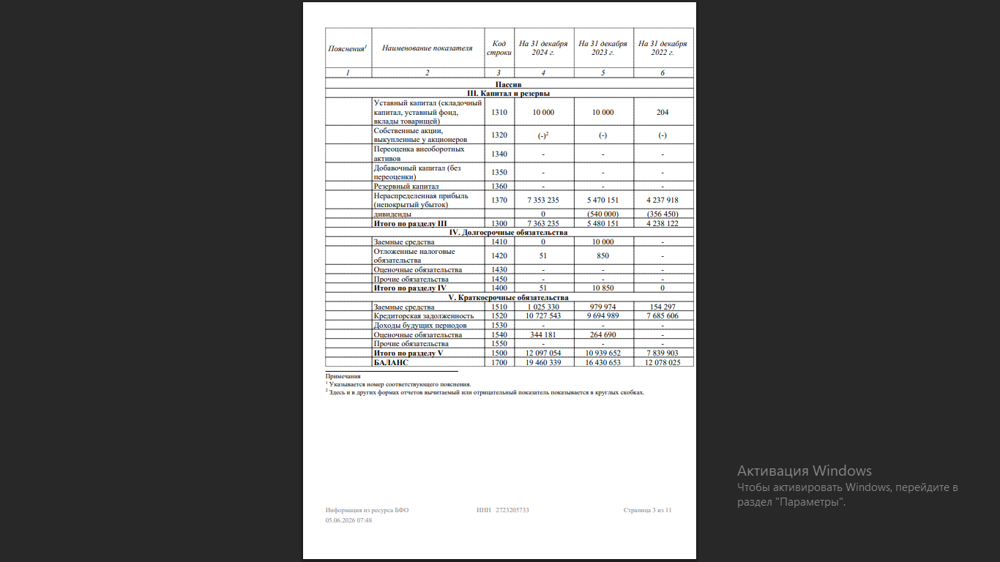 Пояснения1 Наименование показателя Код строки На 31 декабря 2024 г. На 31 декабря 2023 г. На 31 декабря 2022 г.
1 2 3 4 5 6
Пассив
III. Капитал и резервы
Уставный капитал (складочный
капитал, уставный фонд,
вклады товарищей) 1310 10 000 10 000 204
Собственные акции,
выкупленные у акционеров 1320 (-)2 (-) (-)
Переоценка внеоборотных
активов 1340 - - -
Добавочный капитал (без
переоценки) 1350 - - -
Резервный капитал 1360 - - -
Нераспределенная прибыль
(непокрытый убыток) 1370 7 353 235 5 470 151 4 237 918
дивиденды 0 (540 000) (356 450)
Итого по разделу III 1300 7 363 235 5 480 151 4 238 122
IV. Долгосрочные обязательства
Заемные средства 1410 0 10 000 -
Отложенные налоговые
обязательства 1420 51 850 -
Оценочные обязательства 1430 - - -
Прочие обязательства 1450 - - -
Итого по разделу IV 1400 51 10 850 0
V. Краткосрочные обязательства
Заемные средства 1510 1 025 330 979 974 154 297
Кредиторская задолженность 1520 10 727 543 9 694 989 7 685 606
Доходы будущих периодов 1530 - - -
Оценочные обязательства 1540 344 181 264 690 -
Прочие обязательства 1550 - - -
Итого по разделу V 1500 12 097 054 10 939 652 7 839 903
БАЛАНС 1700 19 460 339 16 430 653 12 078 025
Примечания
1 Указывается номер соответствующего пояснения.
2 Здесь и в других формах отчетов вычитаемый или отрицательный показатель показывается в круглых скобках.
Активация Windows
Чтобы активировать Windows, перейдите в
раздел "Параметры".
Информация из ресурса БФО ИНН 2723205733 Страница 3 из 11
05.06.2026 07:48